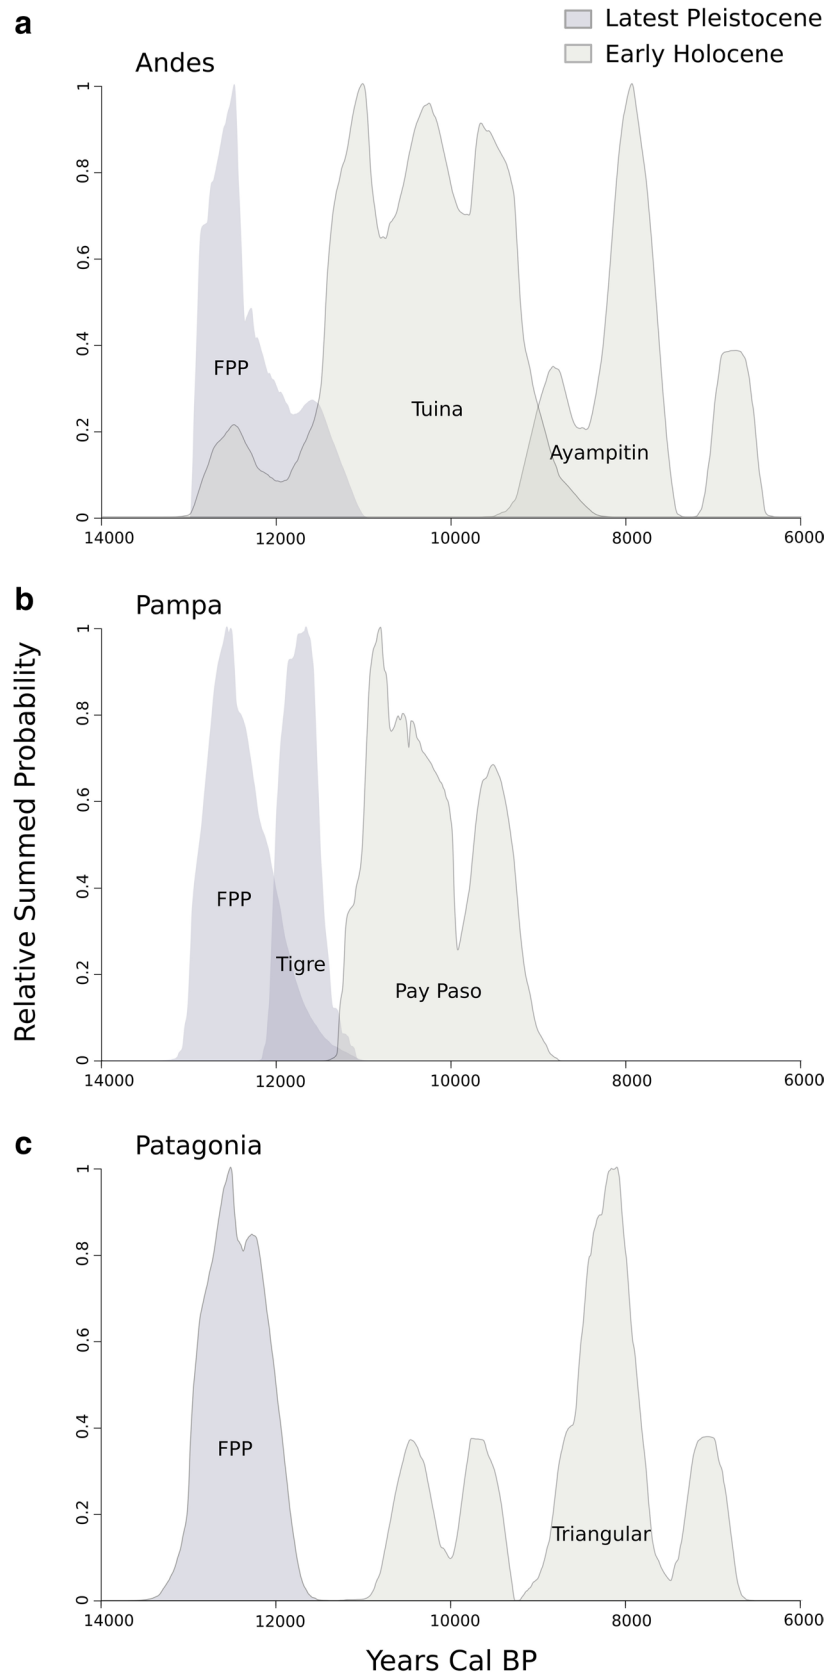 a
Latest Pleistocene
Early Holocene
Andes
1
0.8
0.6
0.4
0.2
0
FPP
Tuina
Ayampitin
14000 12000 10000 8000 6000
b
Pampa
Relative Summed Probability
1
0.8
0.6
0.4
0.2
0
FPP
Tigre
Pay Paso
14000 12000 10000 8000 6000
c
Patagonia
1
0.8
0.6
0.4
0.2
0
FPP
Triangular
14000 12000 10000 8000 6000
Years Cal BP